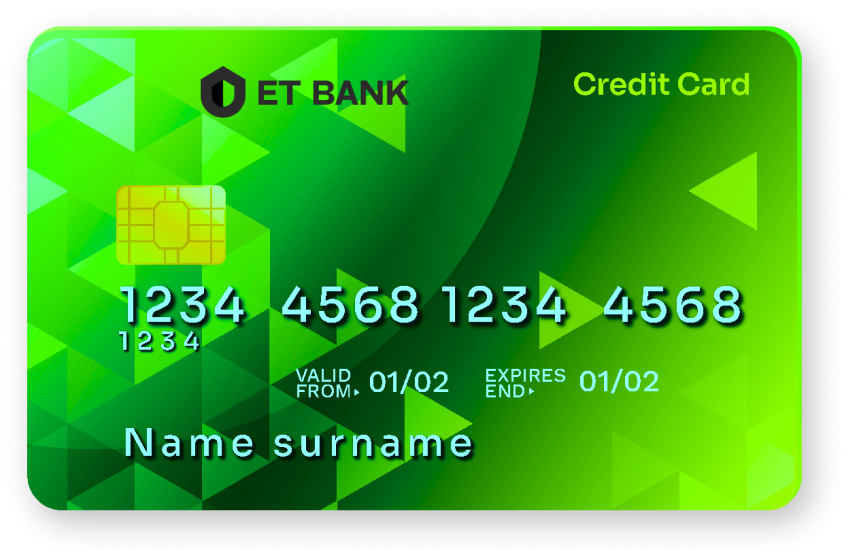 ET BANK
Credit Card
1234 4568 1234 4568
1234
VALID FROM 01/02 EXPIRES END 01/02
Name surname